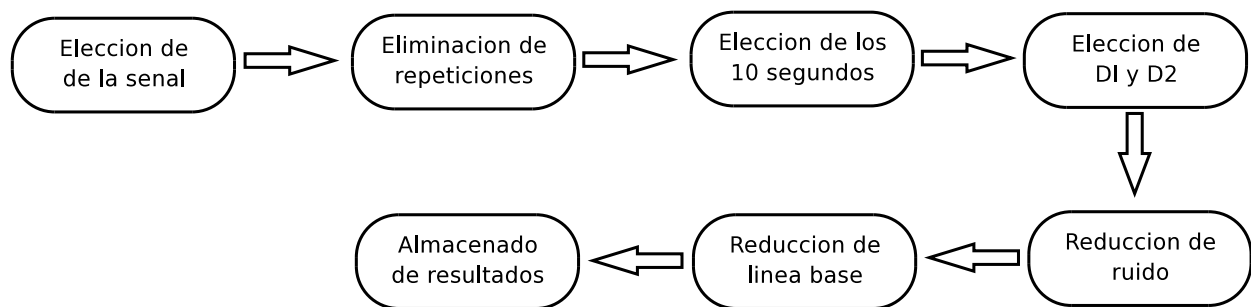 Eleccion de
de la senal
Eliminacion de
repeticiones
Eleccion de los
10 segundos
Eleccion de
DI y D2
Reduccion de
ruido
Reduccion de
linea base
Almacenado
de resultados